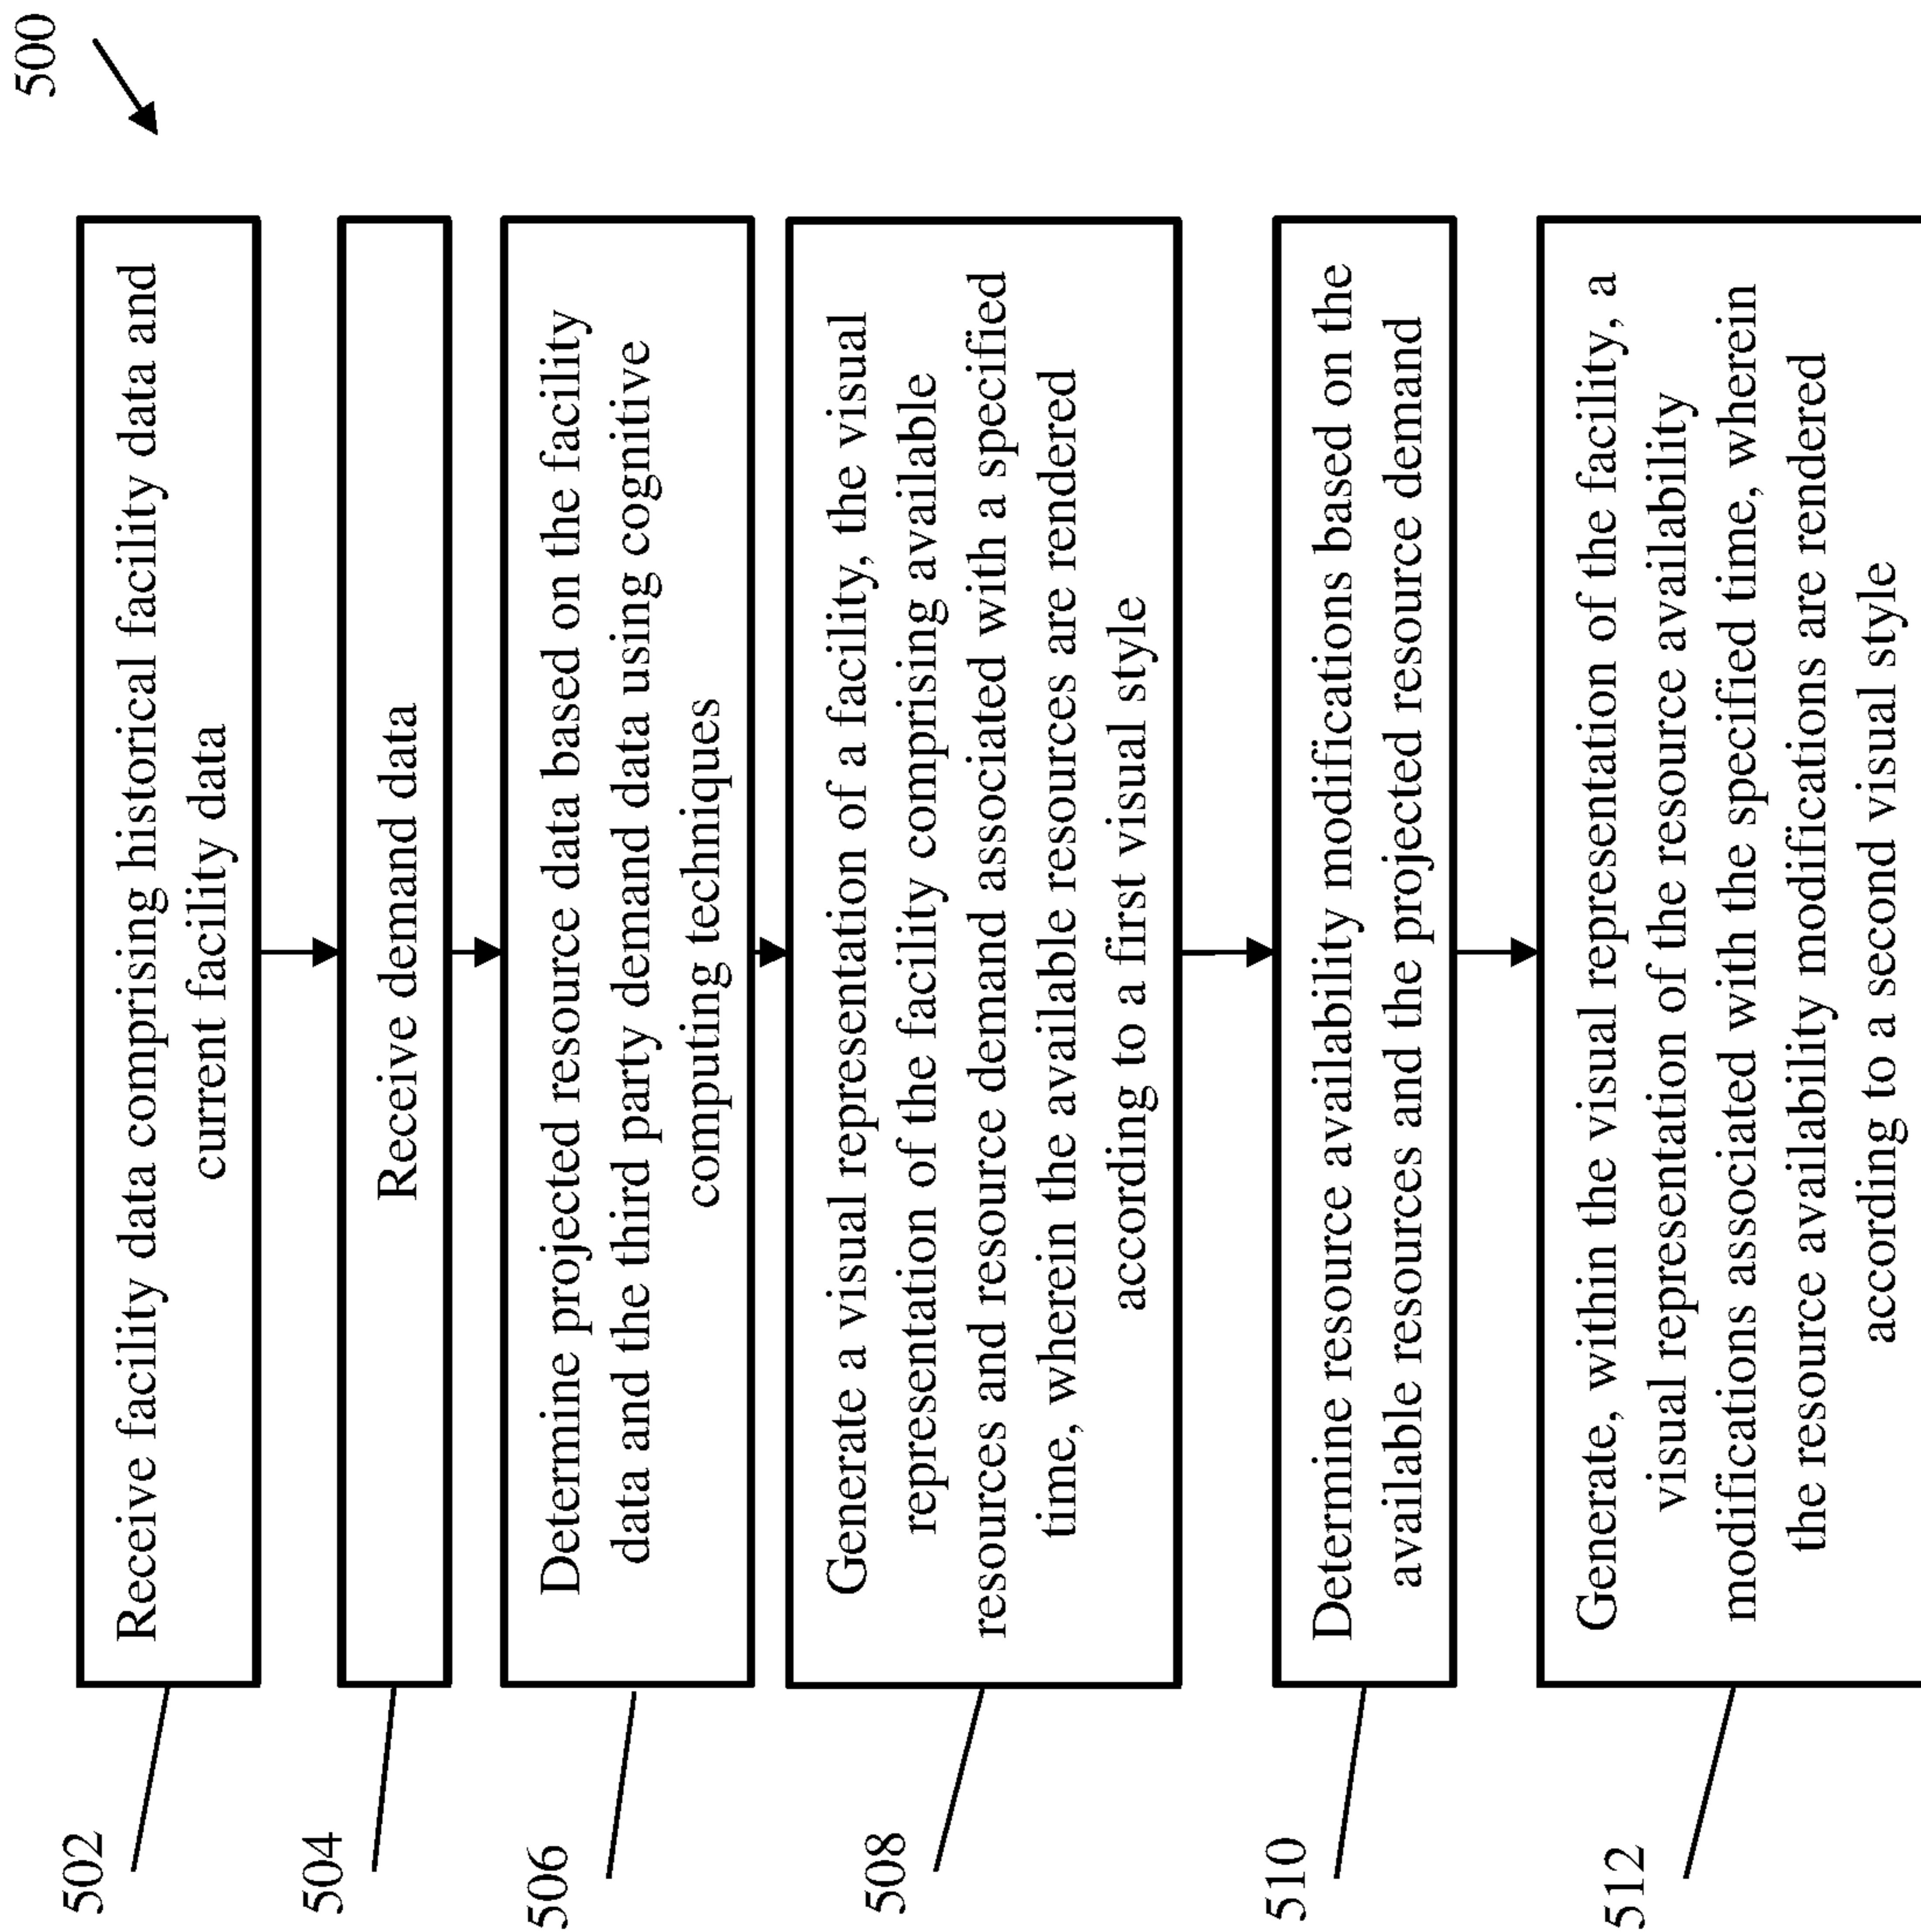 500
502
Receive facility data comprising historical facility data and
current facility data
504
Receive demand data
506
Determine projected resource data based on the facility
data and the third party demand data using cognitive
computing techniques
508
Generate a visual representation of a facility, the visual
representation of the facility comprising available
resources and resource demand associated with a specified
time, wherein the available resources are rendered
according to a first visual style
510
Determine resource availability modifications based on the
available resources and the projected resource demand
512
Generate, within the visual representation of the facility, a
visual representation of the resource availability
modifications associated with the specified time, wherein
the resource availability modifications are rendered
according to a second visual style